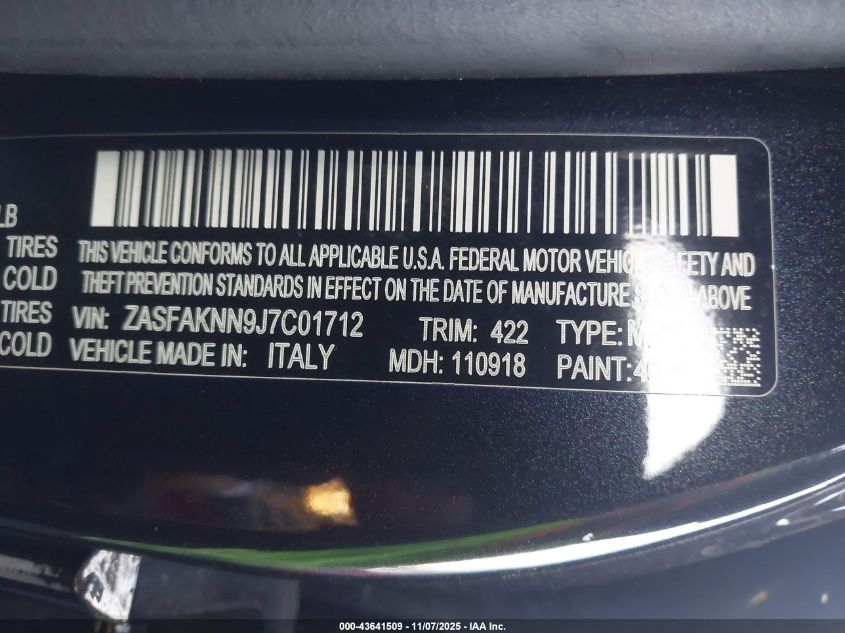 LB
TIRES
COLD
TIRES
COLD
THIS VEHICLE CONFORMS TO ALL APPLICABLE U.S.A. FEDERAL MOTOR VEHICLE SAFETY AND
THEFT PREVENTION STANDARDS IN EFFECT ON THE DATE OF MANUFACTURE SHOWN ABOVE
VIN: ZASFAKNN9J7C01712 TRIM: 422 TYPE:
VEHICLE MADE IN: ITALY MDH: 110918 PAINT:
000-43641509 - 11/07/2025 - IAA Inc.